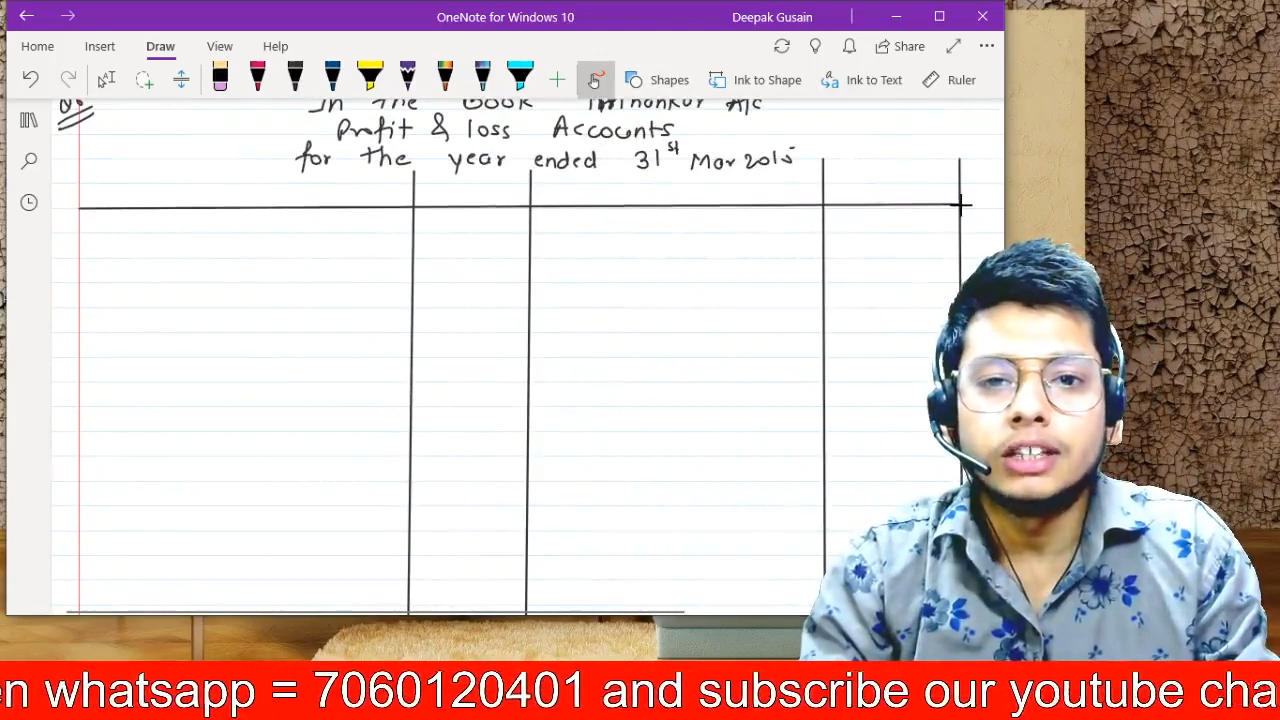 OneNote for Windows 10
Deepak Gusain
Home Insert Draw View Help
Share
Shapes
Ink to Shape
Ink to Text
Ruler
In the Book A/c
Profit & loss Accounts
for the year ended 31st Mar 2015
en whatsapp = 7060120401 and subscribe our youtube cha